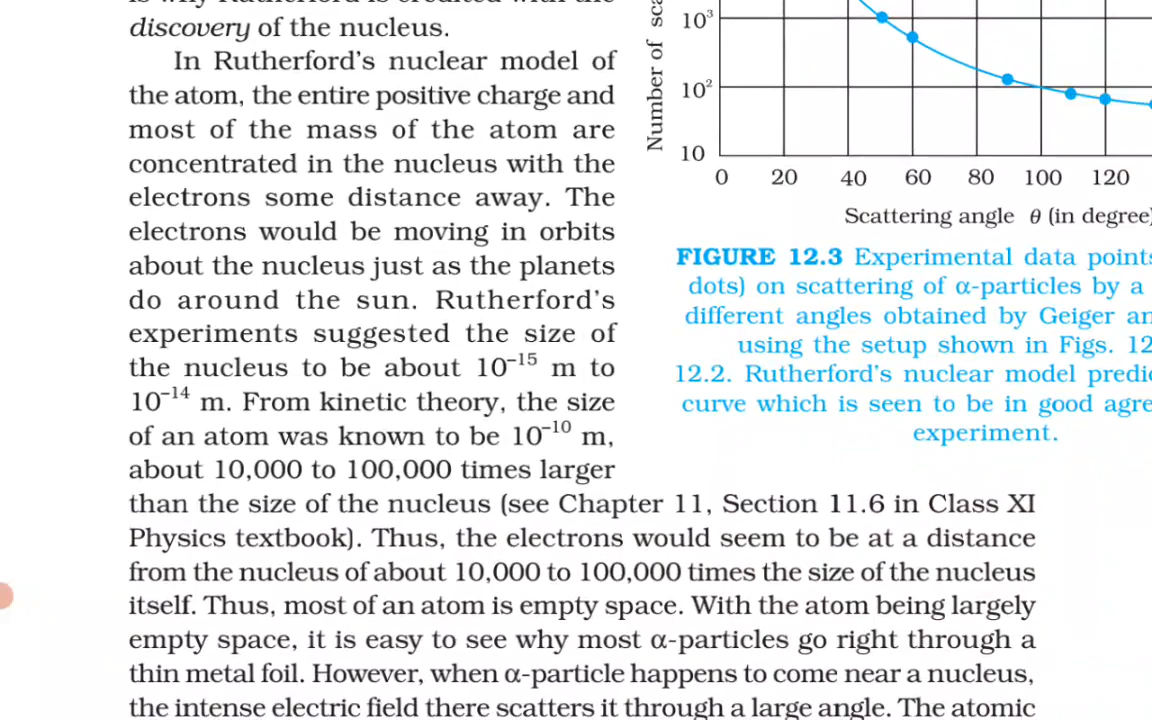 discovery of the nucleus.
In Rutherford's nuclear model of
the atom, the entire positive charge and
most of the mass of the atom are
concentrated in the nucleus with the
electrons some distance away. The
electrons would be moving in orbits
about the nucleus just as the planets
do around the sun. Rutherford's
experiments suggested the size of
the nucleus to be about 10⁻¹⁵ m to
10⁻¹⁴ m. From kinetic theory, the size
of an atom was known to be 10⁻¹⁰ m,
about 10,000 to 100,000 times larger
than the size of the nucleus (see Chapter 11, Section 11.6 in Class XI
Physics textbook). Thus, the electrons would seem to be at a distance
from the nucleus of about 10,000 to 100,000 times the size of the nucleus
itself. Thus, most of an atom is empty space. With the atom being largely
empty space, it is easy to see why most α-particles go right through a
thin metal foil. However, when α-particle happens to come near a nucleus,
the intense electric field there scatters it through a large angle. The atomic
Number of
10³
10²
10
0 20 40 60 80 100 120
Scattering angle θ (in degree)
FIGURE 12.3 Experimental data points
dots) on scattering of α-particles by a
different angles obtained by Geiger
using the setup shown in Figs. 12
12.2. Rutherford's nuclear model
curve which is seen to be in good
experiment.